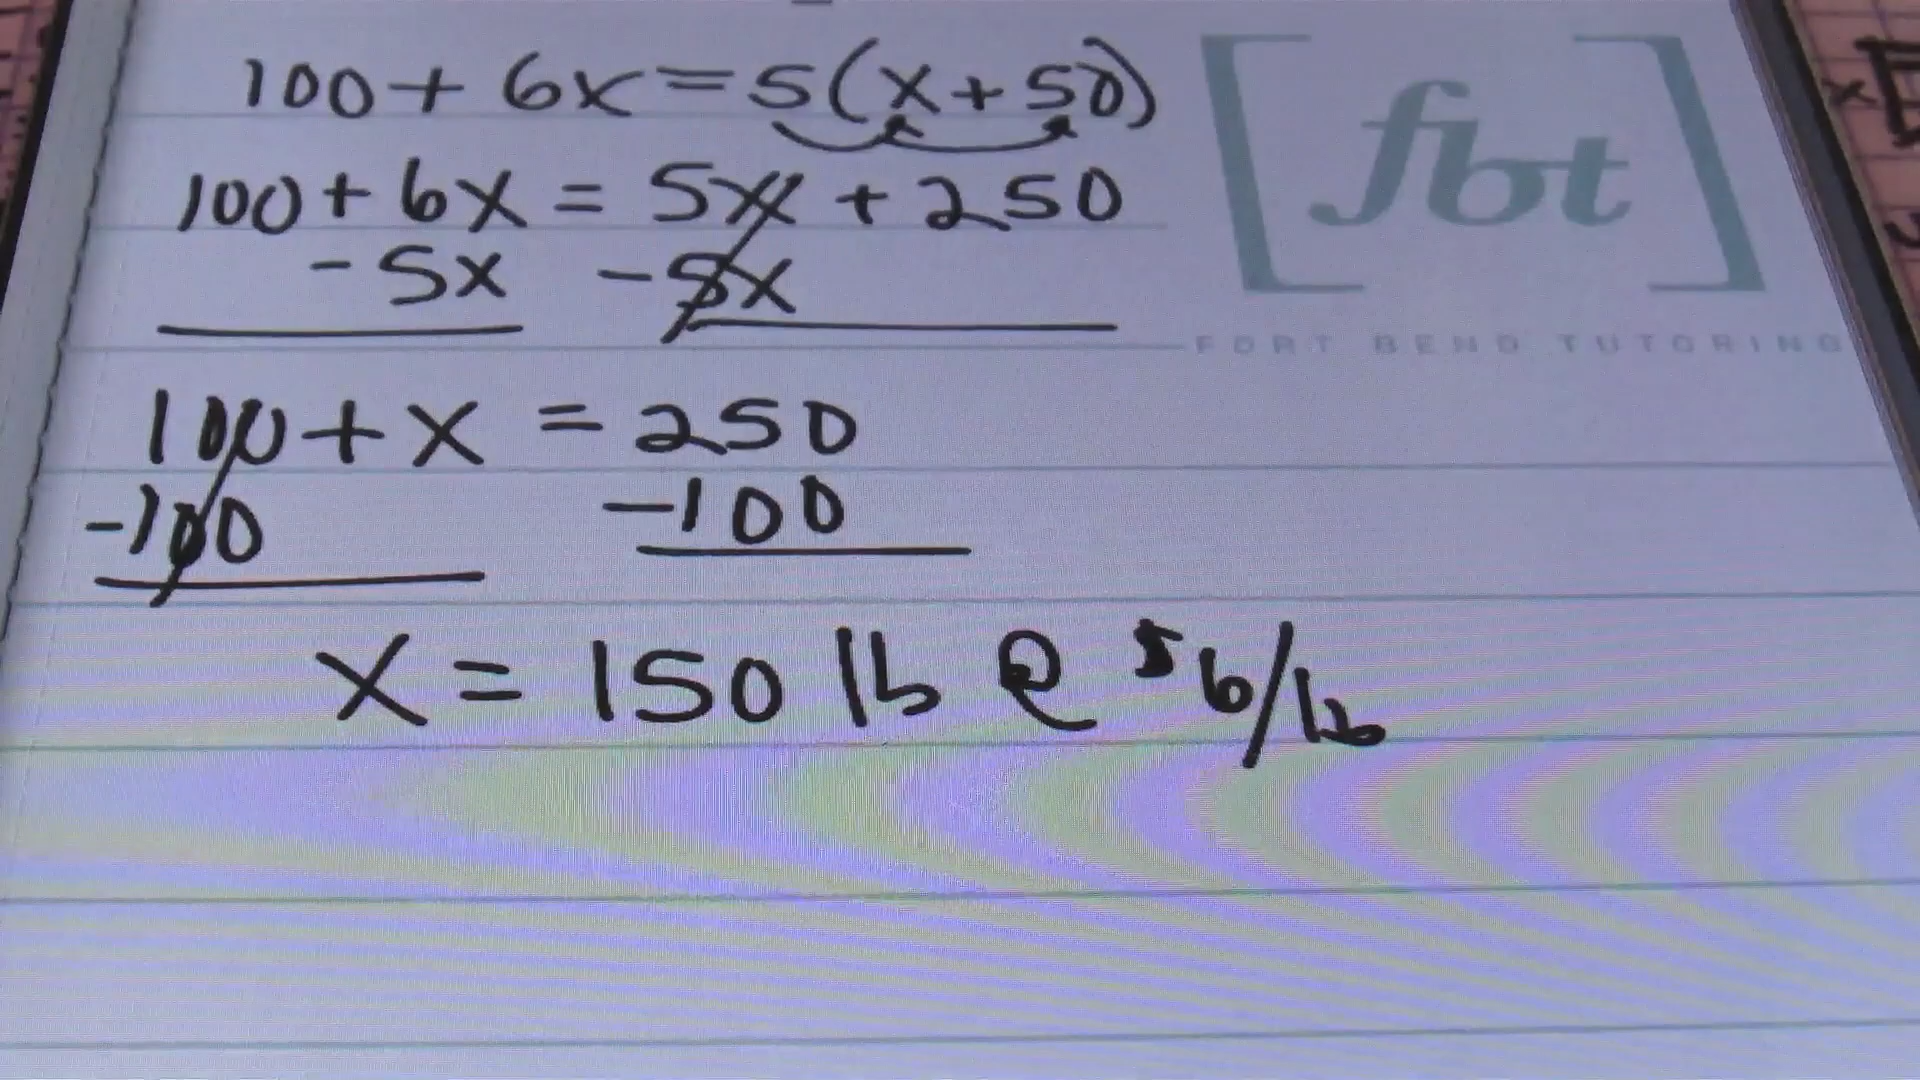 100 + 6x = 5(x + 50)
100 + 6x = 5x + 250
- 5x - 5x
100 + x = 250
-100 -100
x = 150 lb @ $6/lb
fbt
FORT BEND TUTORING